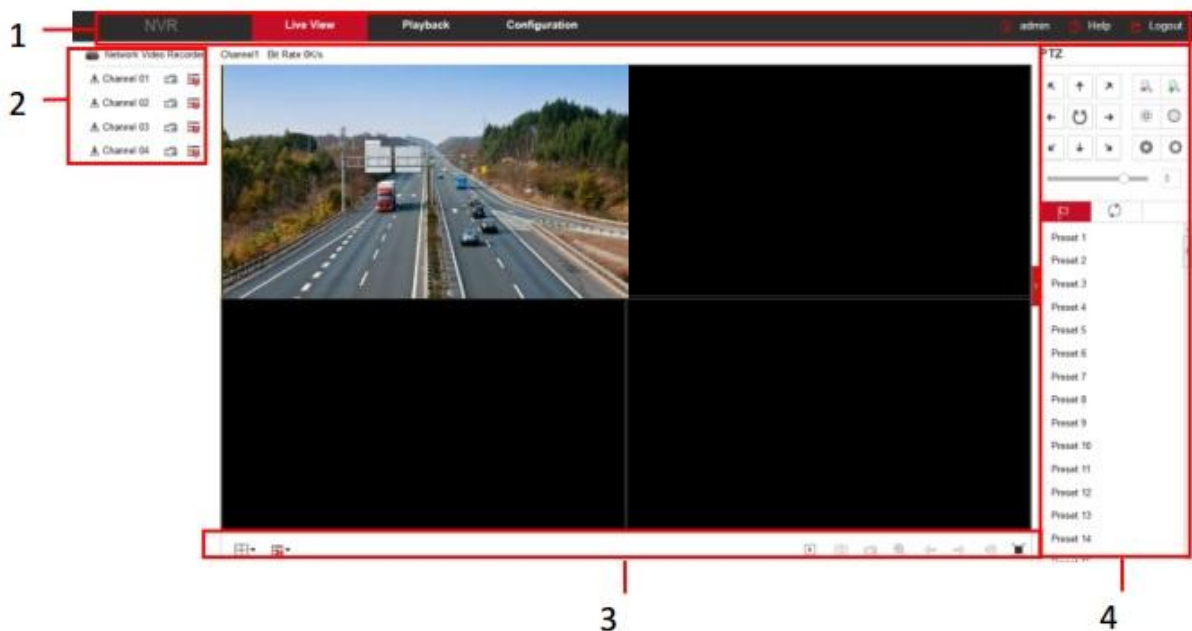 1
NVR Live View Playback Configuration admin Help Logout
2
Network Video Recorder
Channel 01
Channel 02
Channel 03
Channel 04
Channel1 Bit Rate 0K/s
PTZ
Preset 1
Preset 2
Preset 3
Preset 4
Preset 5
Preset 6
Preset 7
Preset 8
Preset 9
Preset 10
Preset 11
Preset 12
Preset 13
Preset 14
3
4